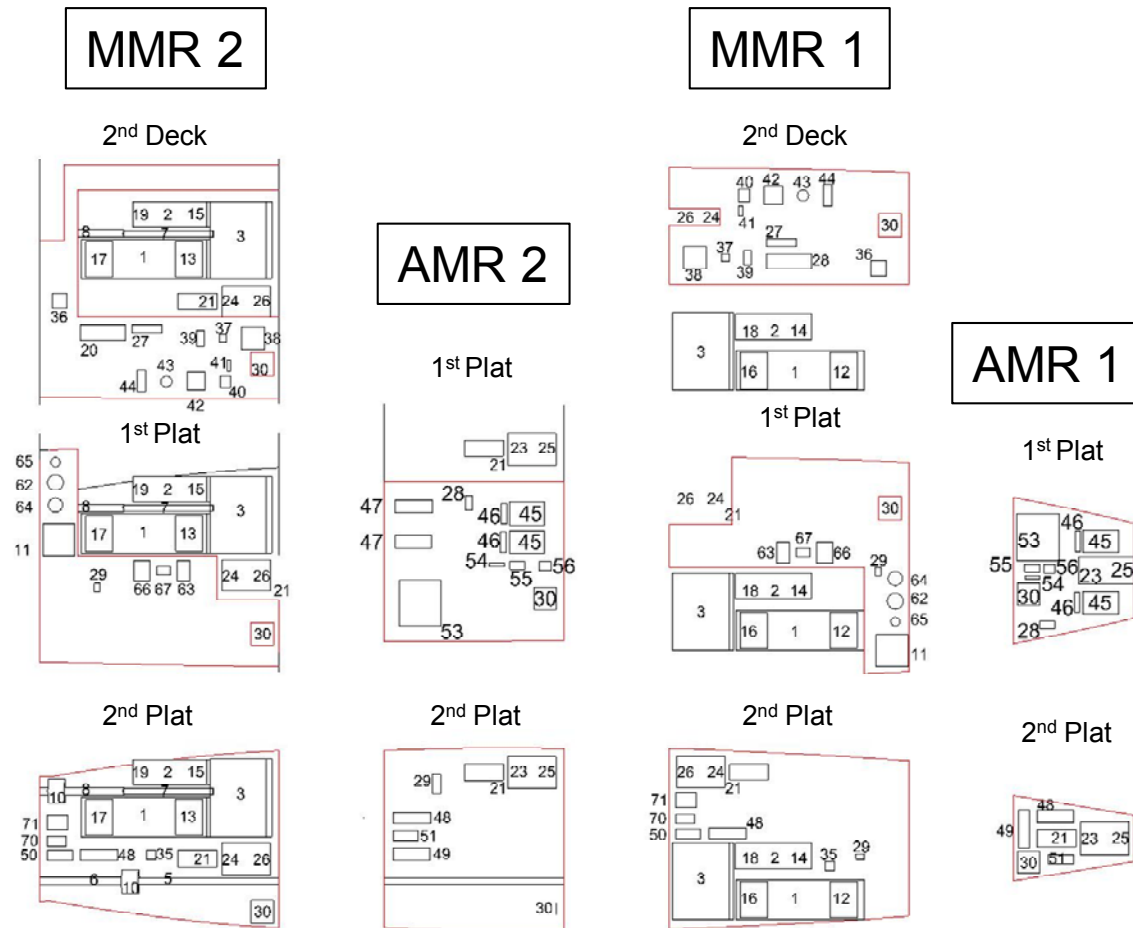 MMR 2
2nd Deck
19 2 15
8 7 3
17 1 13
21 24 26
36
20 27 39 37 38
44 43 41 30
42 40
1st Plat
65
62
64
19 2 15
8 7 3
17 1 13
11
29
66 67 63
24 26
21
30
2nd Plat
19 2 15
10 8 7 3
71 17 1 13
70
50 48 35 21 24 26
6 10 5
30
AMR 2
1st Plat
23 25
21
47 28
46 45
47 46 45
54 55 56
30
53
2nd Plat
29 21 23 25
48
51
49
30
MMR 1
2nd Deck
40 42 43 44
26 24 41 30
27
38 37 39 28 36
3 18 2 14
16 1 12
1st Plat
26 24
21
30
63 67 66 29
64
62
65
3 18 2 14
16 1 12
11
2nd Plat
26 24
21
71
70
50 48
3 18 2 14 35 29
16 1 12
AMR 1
1st Plat
46
53 45
55 56 23 25
54
30 46 45
28
2nd Plat
48
49 21 23 25
30 51